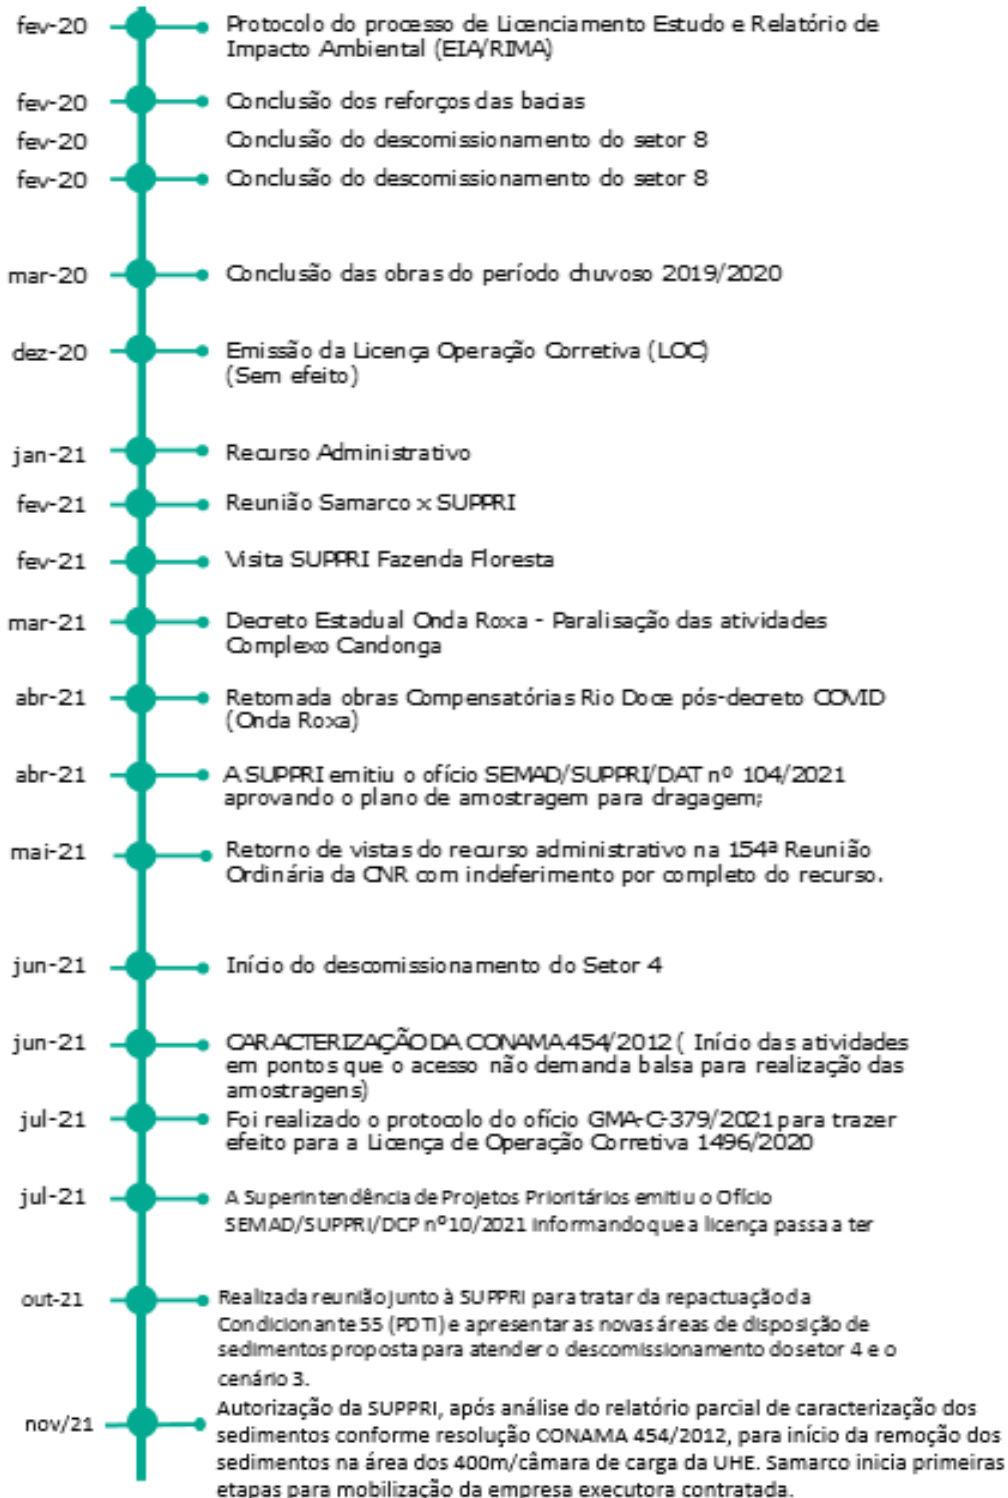 fev-20 Protocolo do processo de Licenciamento Estudo e Relatório de
Impacto Ambiental (EIA/RIMA)
fev-20 Conclusão dos reforços das bacias
fev-20 Conclusão do descomissionamento do setor 8
fev-20 Conclusão do descomissionamento do setor 8
mar-20 Conclusão das obras do período chuvoso 2019/2020
dez-20 Emissão da Licença Operação Corretiva (LOC)
(Sem efeito)
jan-21 Recurso Administrativo
fev-21 Reunião Samarco x SUPPRI
fev-21 Visita SUPPRI Fazenda Floresta
mar-21 Decreto Estadual Onda Roxa - Paralisação das atividades
Complexo Candonga
abr-21 Retomada obras Compensatórias Rio Doce pós-decreto COVID
(Onda Roxa)
abr-21 A SUPPRI emitiu o ofício SEMAD/SUPPRI/DAT nº 104/2021
aprovando o plano de amostragem para dragagem;
mai-21 Retorno de vistas do recurso administrativo na 154ª Reunião
Ordinária da CNR com indeferimento por completo do recurso.
jun-21 Início do descomissionamento do Setor 4
jun-21 CARACTERIZAÇÃO DA CONAMA 454/2012 ( Início das atividades
em pontos que o acesso não demanda balsa para realização das
amostragens)
jul-21 Foi realizado o protocolo do ofício GMA-C-379/2021 para trazer
efeito para a Licença de Operação Corretiva 1496/2020
jul-21 A Superintendência de Projetos Prioritários emitiu o Ofício
SEMAD/SUPPRI/DCP nº10/2021 informando que a licença passa a ter
out-21 Realizada reunião junto à SUPPRI para tratar da repactuação da
Condicionante 55 (PDTI) e apresentar as novas áreas de disposição de
sedimentos proposta para atender o descomissionamento do setor 4 e o
cenário 3.
nov/21 Autorização da SUPPRI, após análise do relatório parcial de caracterização dos
sedimentos conforme resolução CONAMA 454/2012, para início da remoção dos
sedimentos na área dos 400m/câmara de carga da UHE. Samarco inicia primeiras
etapas para mobilização da empresa executora contratada.